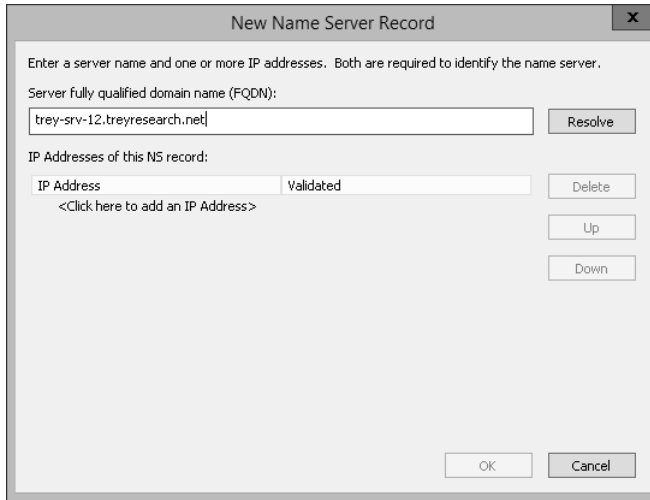 New Name Server Record
x
Enter a server name and one or more IP addresses. Both are required to identify the name server.
Server fully qualified domain name (FQDN):
trey-srv-12.treyresearch.net
Resolve
IP Addresses of this NS record:
IP Address Validated
Delete
<Click here to add an IP Address>
Up
Down
OK Cancel